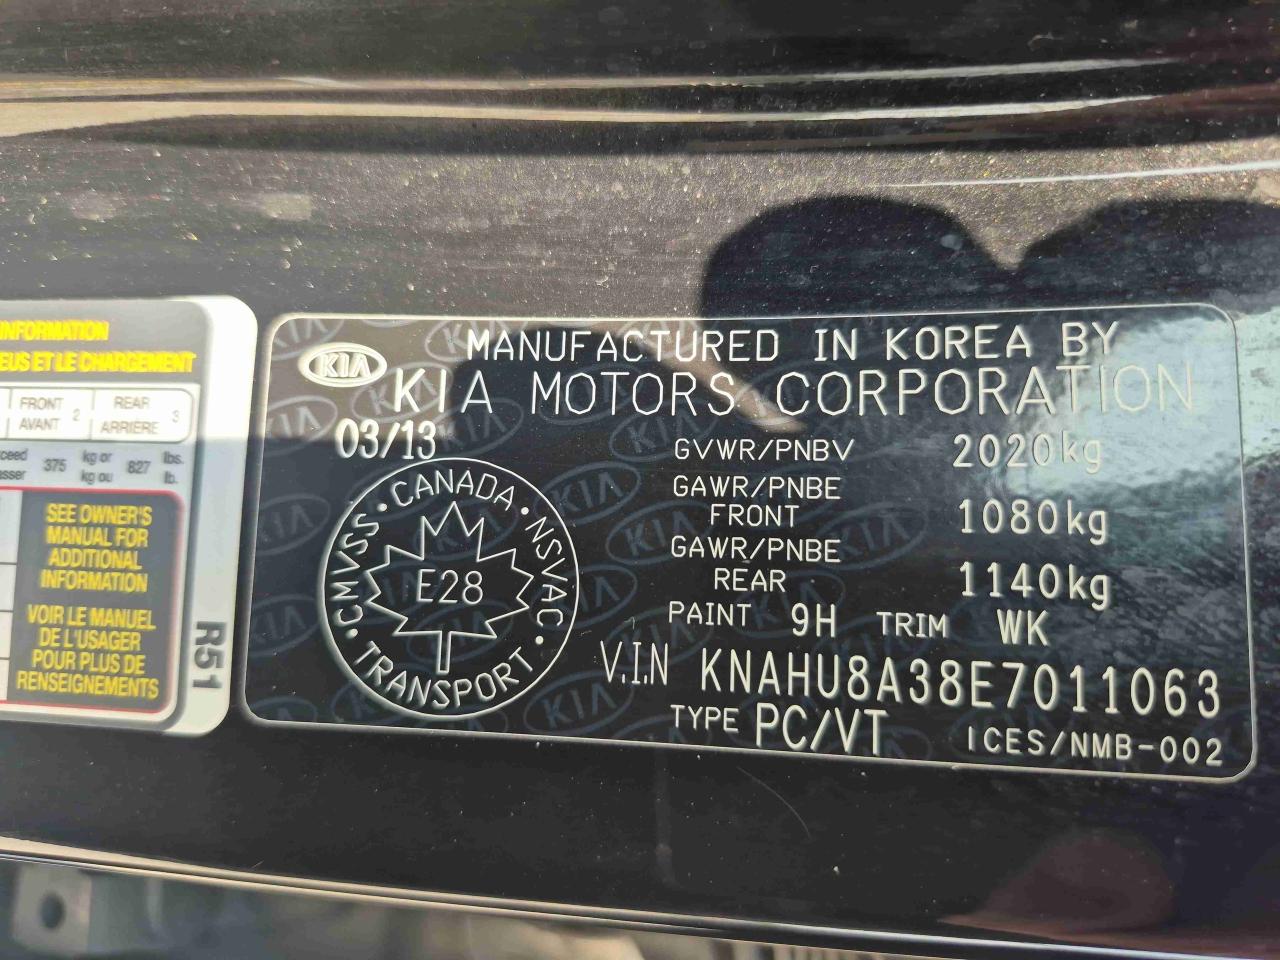 INFORMATION
EUS ET LE CHARGEMENT
FRONT
AVANT 2
REAR
ARRIÈRE 3
375 kg or 827 lbs.
kg ou lb.
SEE OWNER'S
MANUAL FOR
ADDITIONAL
INFORMATION
VOIR LE MANUEL
DE L'USAGER
POUR PLUS DE
RENSEIGNEMENTS
R51
KIA
MANUFACTURED IN KOREA BY
KIA MOTORS CORPORATION
03/13
CANADA · NSVAC · TRANSPORT · CMVSS ·
E28
GVWR/PNBV 2020kg
GAWR/PNBE
FRONT 1080kg
GAWR/PNBE
REAR 1140kg
PAINT 9H TRIM WK
V.I.N KNAHU8A38E7011063
TYPE PC/VT ICES/NMB-002